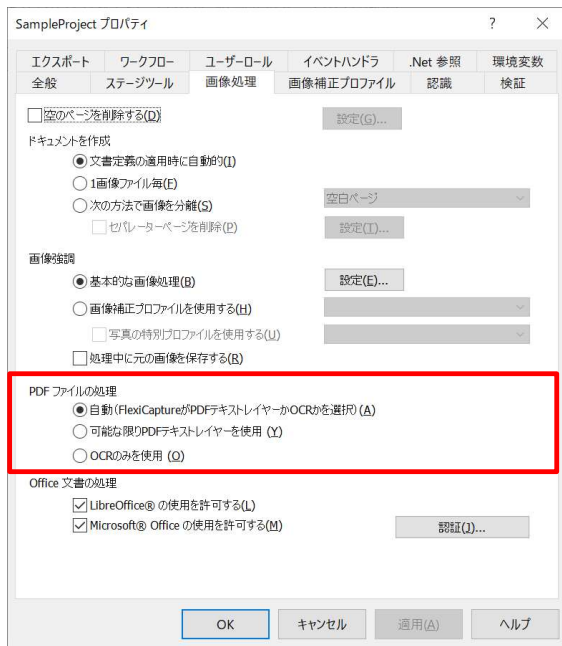 SampleProject プロパティ ? ×
エクスポート ワークフロー ユーザーロール イベントハンドラ .Net 参照 環境変数
全般 ステージツール 画像処理 画像補正プロファイル 認識 検証
空のページを削除する(D) 設定(G)...
ドキュメントを作成
文書定義の適用時に自動的(I)
1画像ファイル毎(F)
次の方法で画像を分離(S) 空白ページ
セパレーターページを削除(P) 設定(T)...
画像強調
基本的な画像処理(B) 設定(E)...
画像補正プロファイルを使用する(H)
写真の特別プロファイルを使用する(U)
処理中に元の画像を保存する(R)
PDF ファイルの処理
自動(FlexiCaptureがPDFテキストレイヤーかOCRかを選択)(A)
可能な限りPDFテキストレイヤーを使用 (Y)
OCRのみを使用 (O)
Office 文書の処理
LibreOffice® の使用を許可する(L)
Microsoft® Office の使用を許可する(M) 認証(J)...
OK キャンセル 適用(A) ヘルプ